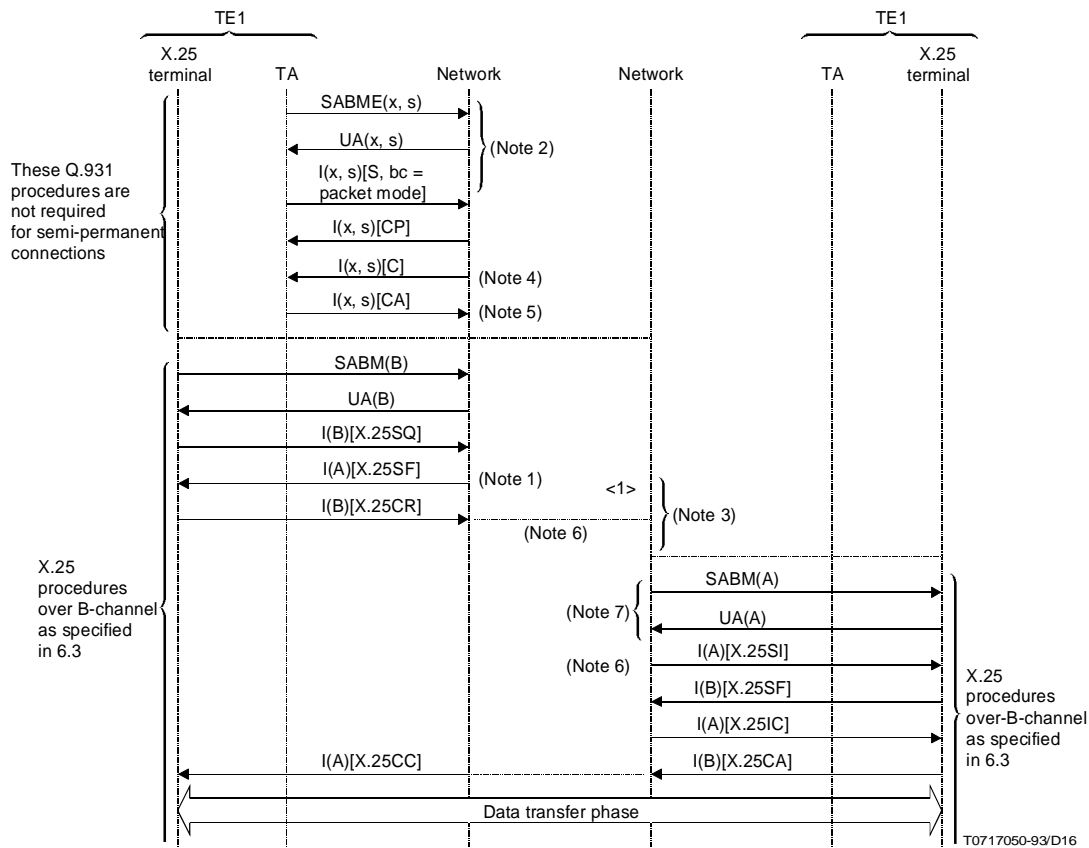 TE1
TE1
X.25
terminal
TA
Network
Network
TA
X.25
terminal
SABME(x, s)
UA(x, s)
(Note 2)
I(x, s)[S, bc =
packet mode]
These Q.931
procedures are
not required
for semi-permanent
connections
I(x, s)[CP]
I(x, s)[C]
(Note 4)
I(x, s)[CA]
(Note 5)
SABM(B)
UA(B)
I(B)[X.25SQ]
I(A)[X.25SF]
(Note 1)
<1>
I(B)[X.25CR]
(Note 3)
(Note 6)
X.25
procedures
over B-channel
as specified
in 6.3
SABM(A)
(Note 7)
UA(A)
(Note 6)
I(A)[X.25SI]
I(B)[X.25SF]
I(A)[X.25IC]
X.25
procedures
over-B-channel
as specified
in 6.3
I(A)[X.25CC]
I(B)[X.25CA]
Data transfer phase
T0717050-93/D16